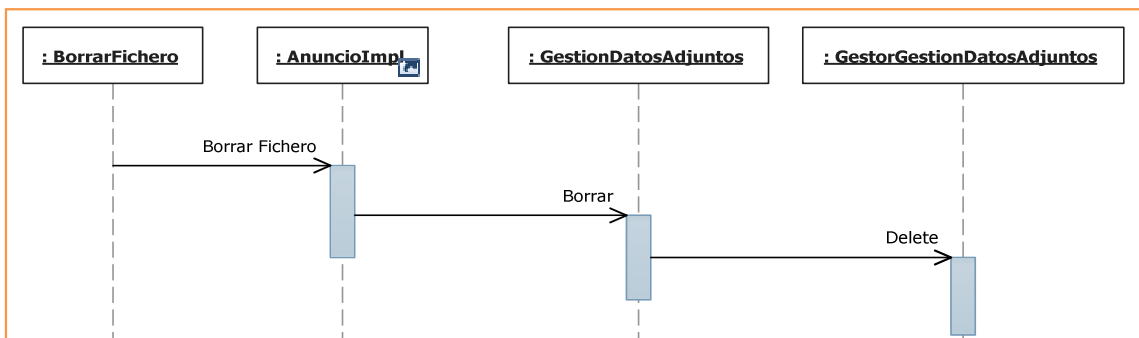 : BorrarFichero
: AnuncioImpl
: GestionDatosAdjuntos
: GestorGestionDatosAdjuntos
Borrar Fichero
Borrar
Delete